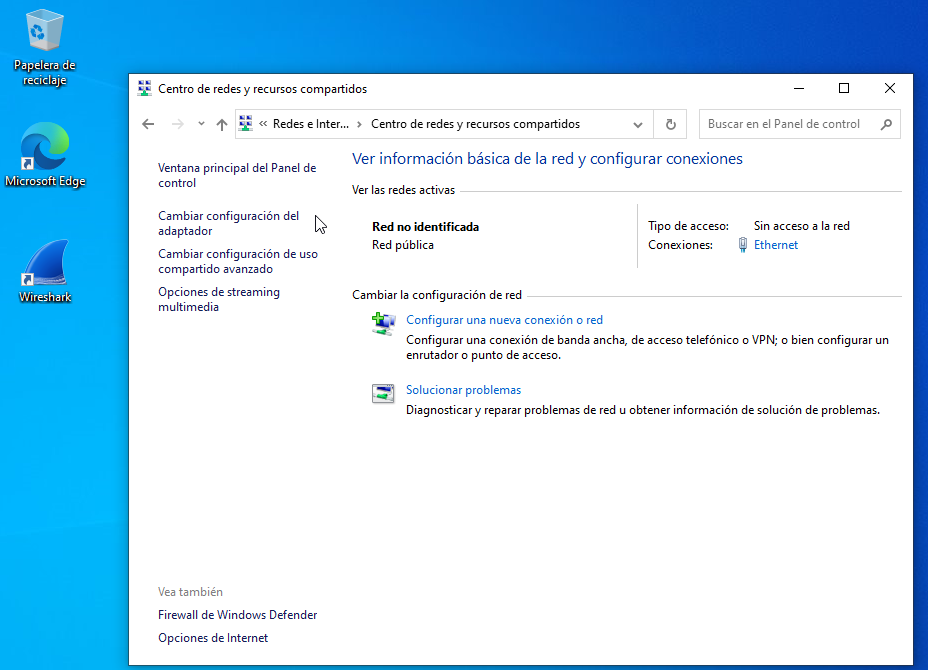 Papelera de
reciclaje
Microsoft Edge
Wireshark
Centro de redes y recursos compartidos
« Redes e Inter... › Centro de redes y recursos compartidos
Buscar en el Panel de control
Ventana principal del Panel de
control
Cambiar configuración del
adaptador
Cambiar configuración de uso
compartido avanzado
Opciones de streaming
multimedia
Ver información básica de la red y configurar conexiones
Ver las redes activas
Red no identificada
Red pública
Tipo de acceso: Sin acceso a la red
Conexiones: Ethernet
Cambiar la configuración de red
Configurar una nueva conexión o red
Configurar una conexión de banda ancha, de acceso telefónico o VPN; o bien configurar un
enrutador o punto de acceso.
Solucionar problemas
Diagnosticar y reparar problemas de red u obtener información de solución de problemas.
Vea también
Firewall de Windows Defender
Opciones de Internet